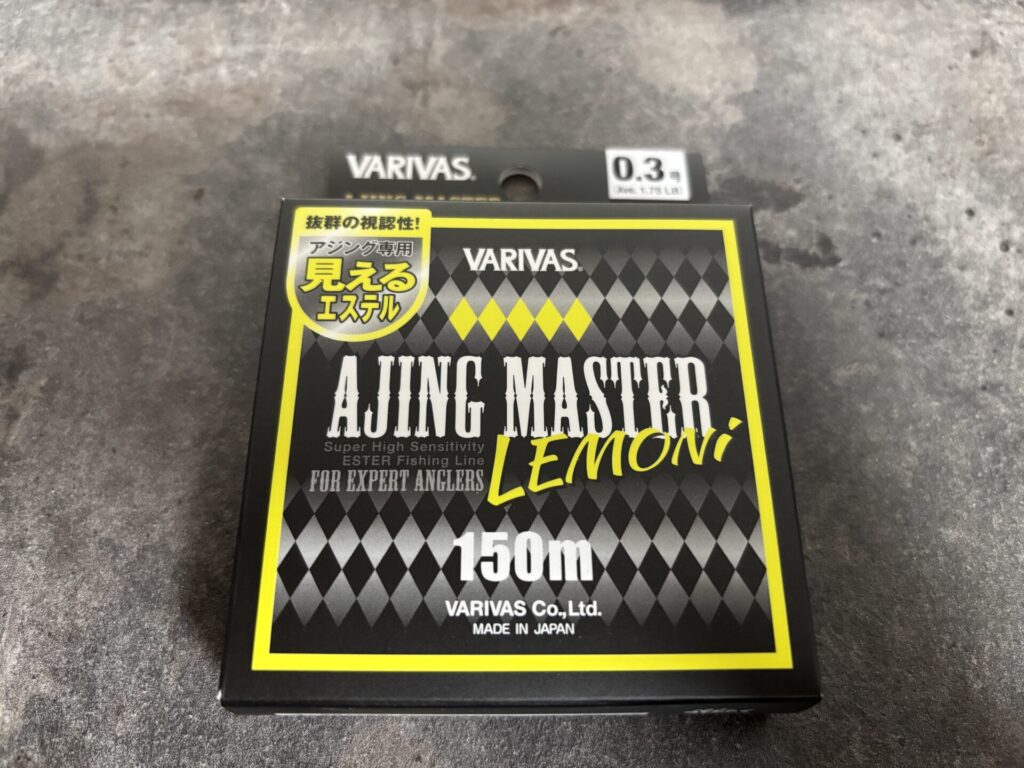 VARIVAS®
0.3号
(Ave. 1.75 LB)
AJING MASTER
抜群の視認性!
アジング専用
見える
エステル
VARIVAS®
AJING MASTER
LEMONi
Super High Sensitivity
ESTER Fishing Line
FOR EXPERT ANGLERS
150m
VARIVAS Co.,Ltd.
MADE IN JAPAN